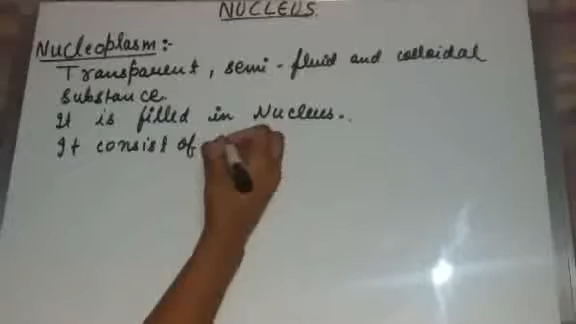 NUCLEUS.
Nucleoplasm:-
Transparent, semi-fluid and colloidal
substance.
It is filled in Nucleus.
It consist of